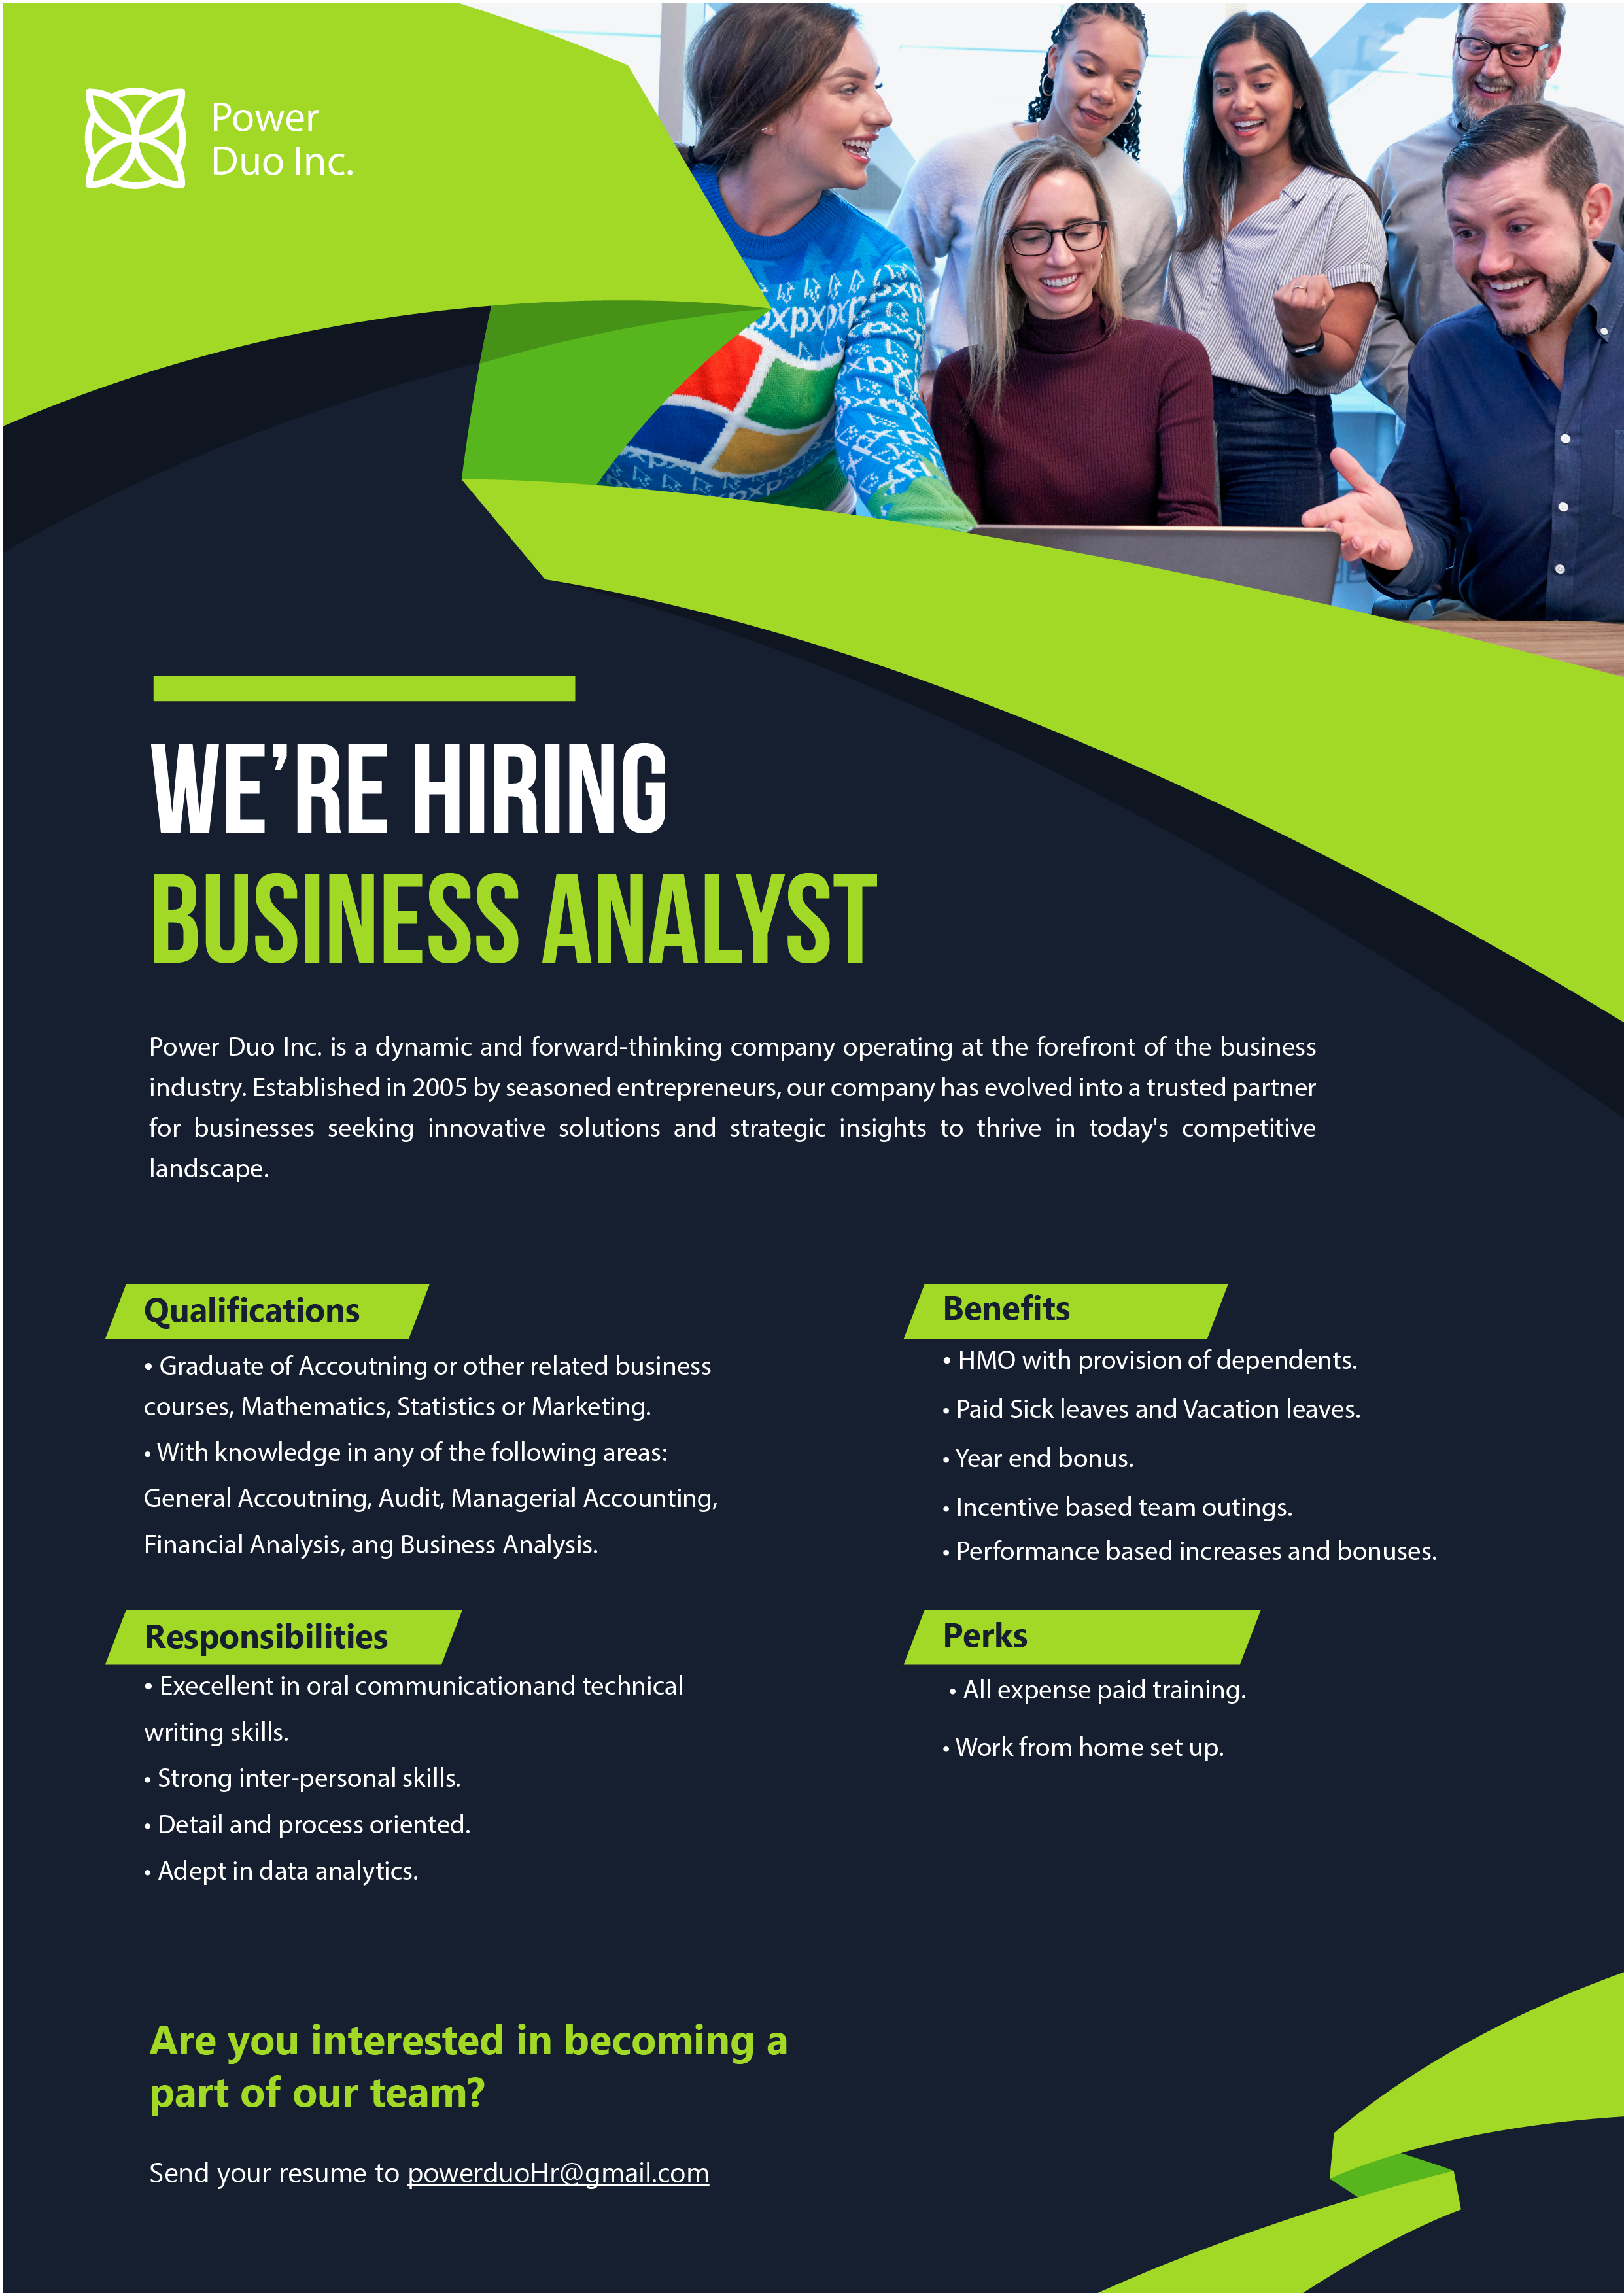 Power
Duo Inc.
WE’RE HIRING
BUSINESS ANALYST
Power Duo Inc. is a dynamic and forward-thinking company operating at the forefront of the business
industry. Established in 2005 by seasoned entrepreneurs, our company has evolved into a trusted partner
for businesses seeking innovative solutions and strategic insights to thrive in today's competitive
landscape.
Qualifications
• Graduate of Accoutning or other related business
courses, Mathematics, Statistics or Marketing.
• With knowledge in any of the following areas:
General Accoutning, Audit, Managerial Accounting,
Financial Analysis, ang Business Analysis.
Responsibilities
• Execellent in oral communicationand technical
writing skills.
• Strong inter-personal skills.
• Detail and process oriented.
• Adept in data analytics.
Benefits
• HMO with provision of dependents.
• Paid Sick leaves and Vacation leaves.
• Year end bonus.
• Incentive based team outings.
• Performance based increases and bonuses.
Perks
• All expense paid training.
• Work from home set up.
Are you interested in becoming a
part of our team?
Send your resume to powerduoHr@gmail.com